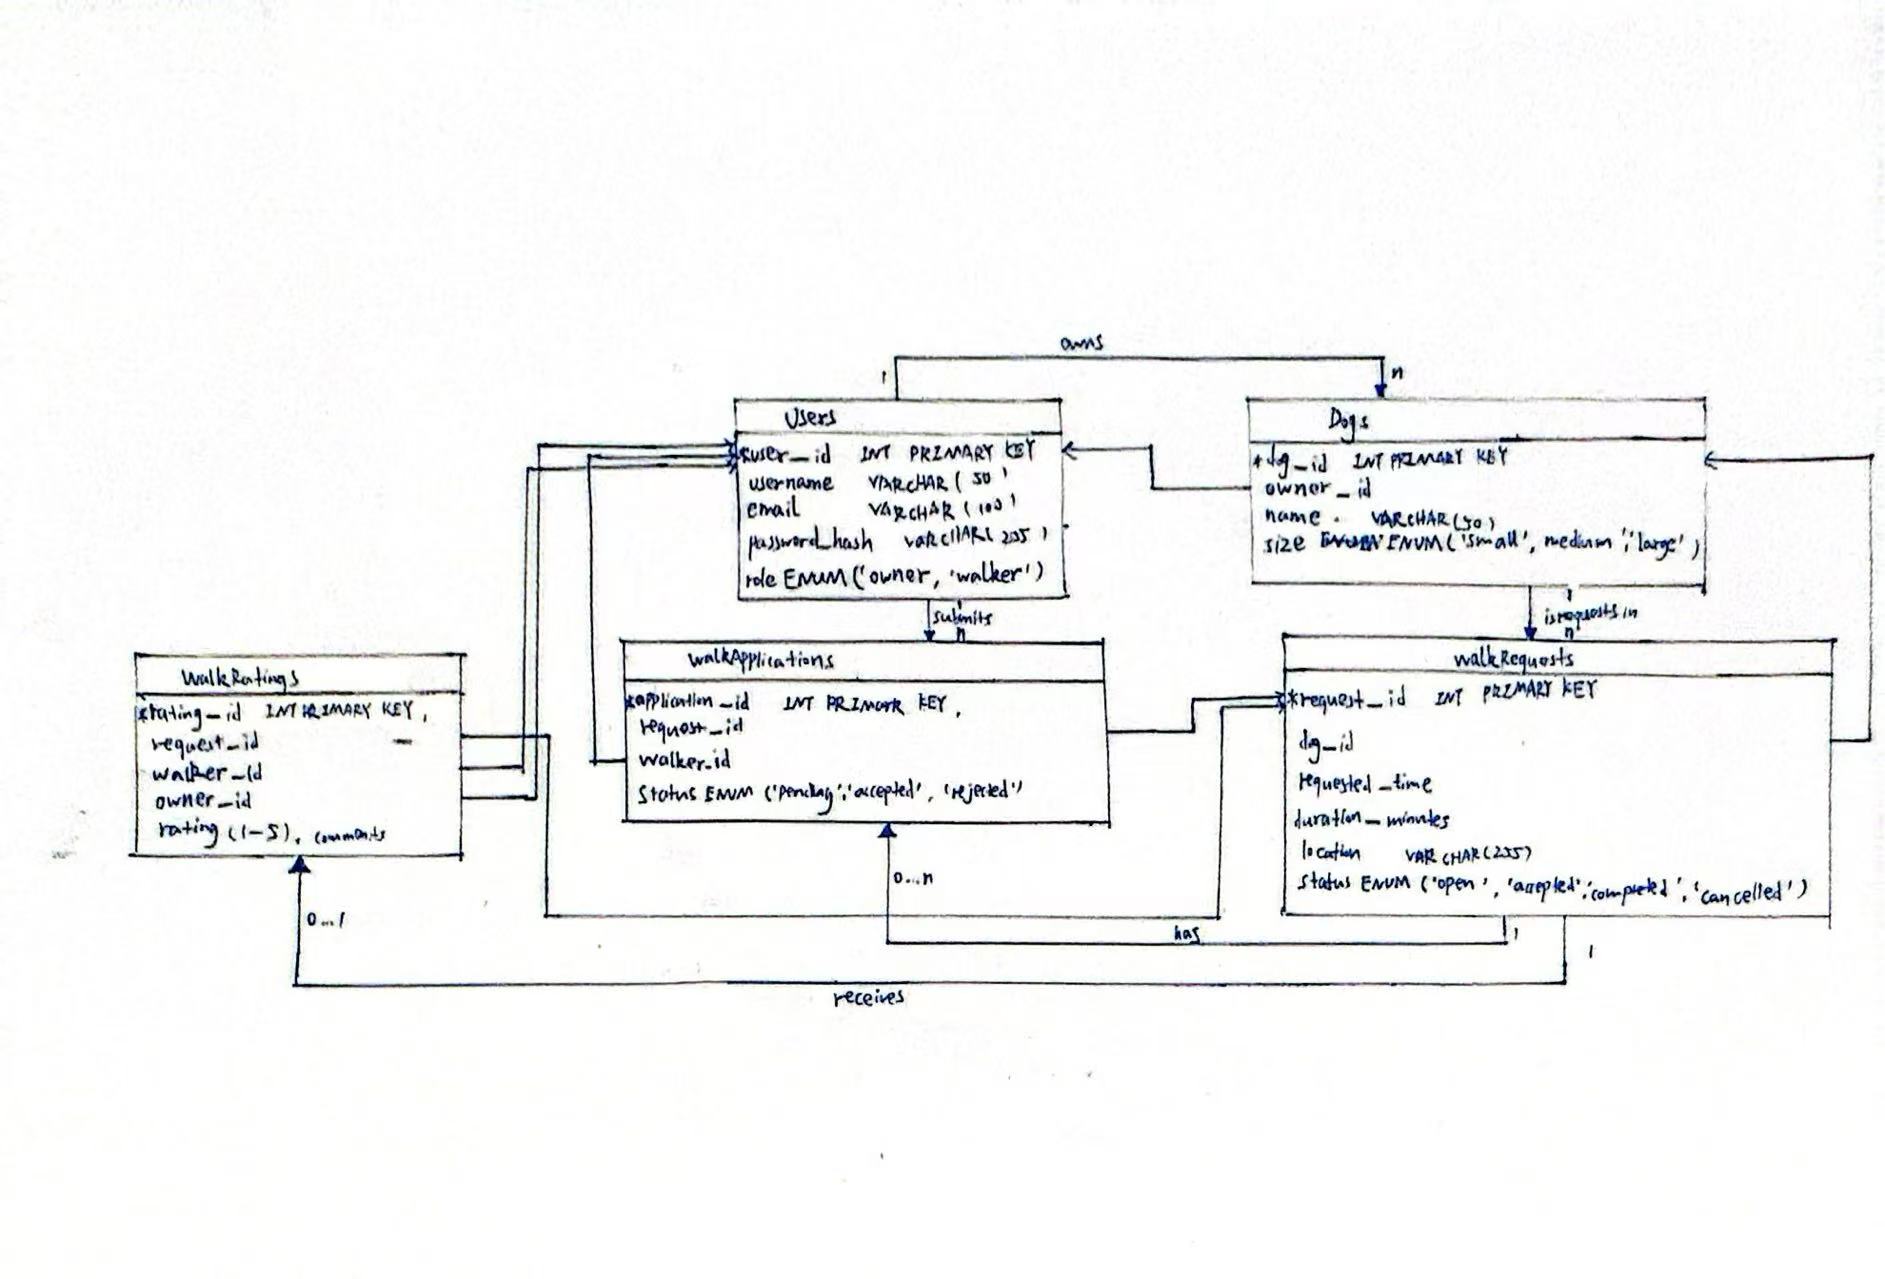 owns
1
n
Users
*user_id INT PRIMARY KEY
username VARCHAR(50)
email VARCHAR(100)
password_hash VARCHAR(255)
role ENUM('owner, 'walker')
Dogs
*dog_id INT PRIMARY KEY
owner_id
name . VARCHAR(50)
size ENUM('small', medium','large')
1
submits
n
1
is requests in
n
walkApplications
*application_id INT PRIMARY KEY,
request_id
walker_id
Status ENUM ('Pending','accepted', 'rejected')
walkRequests
*request_id INT PRIMARY KEY
dog_id
requested_time
duration_minutes
location VARCHAR(255)
Status ENUM ('open', 'accepted','completed', 'cancelled')
WalkRatings
*rating_id INT PRIMARY KEY,
request_id —
walker_id
owner_id
rating (1-5), comments
0...n
0...1
has
1
1
receives